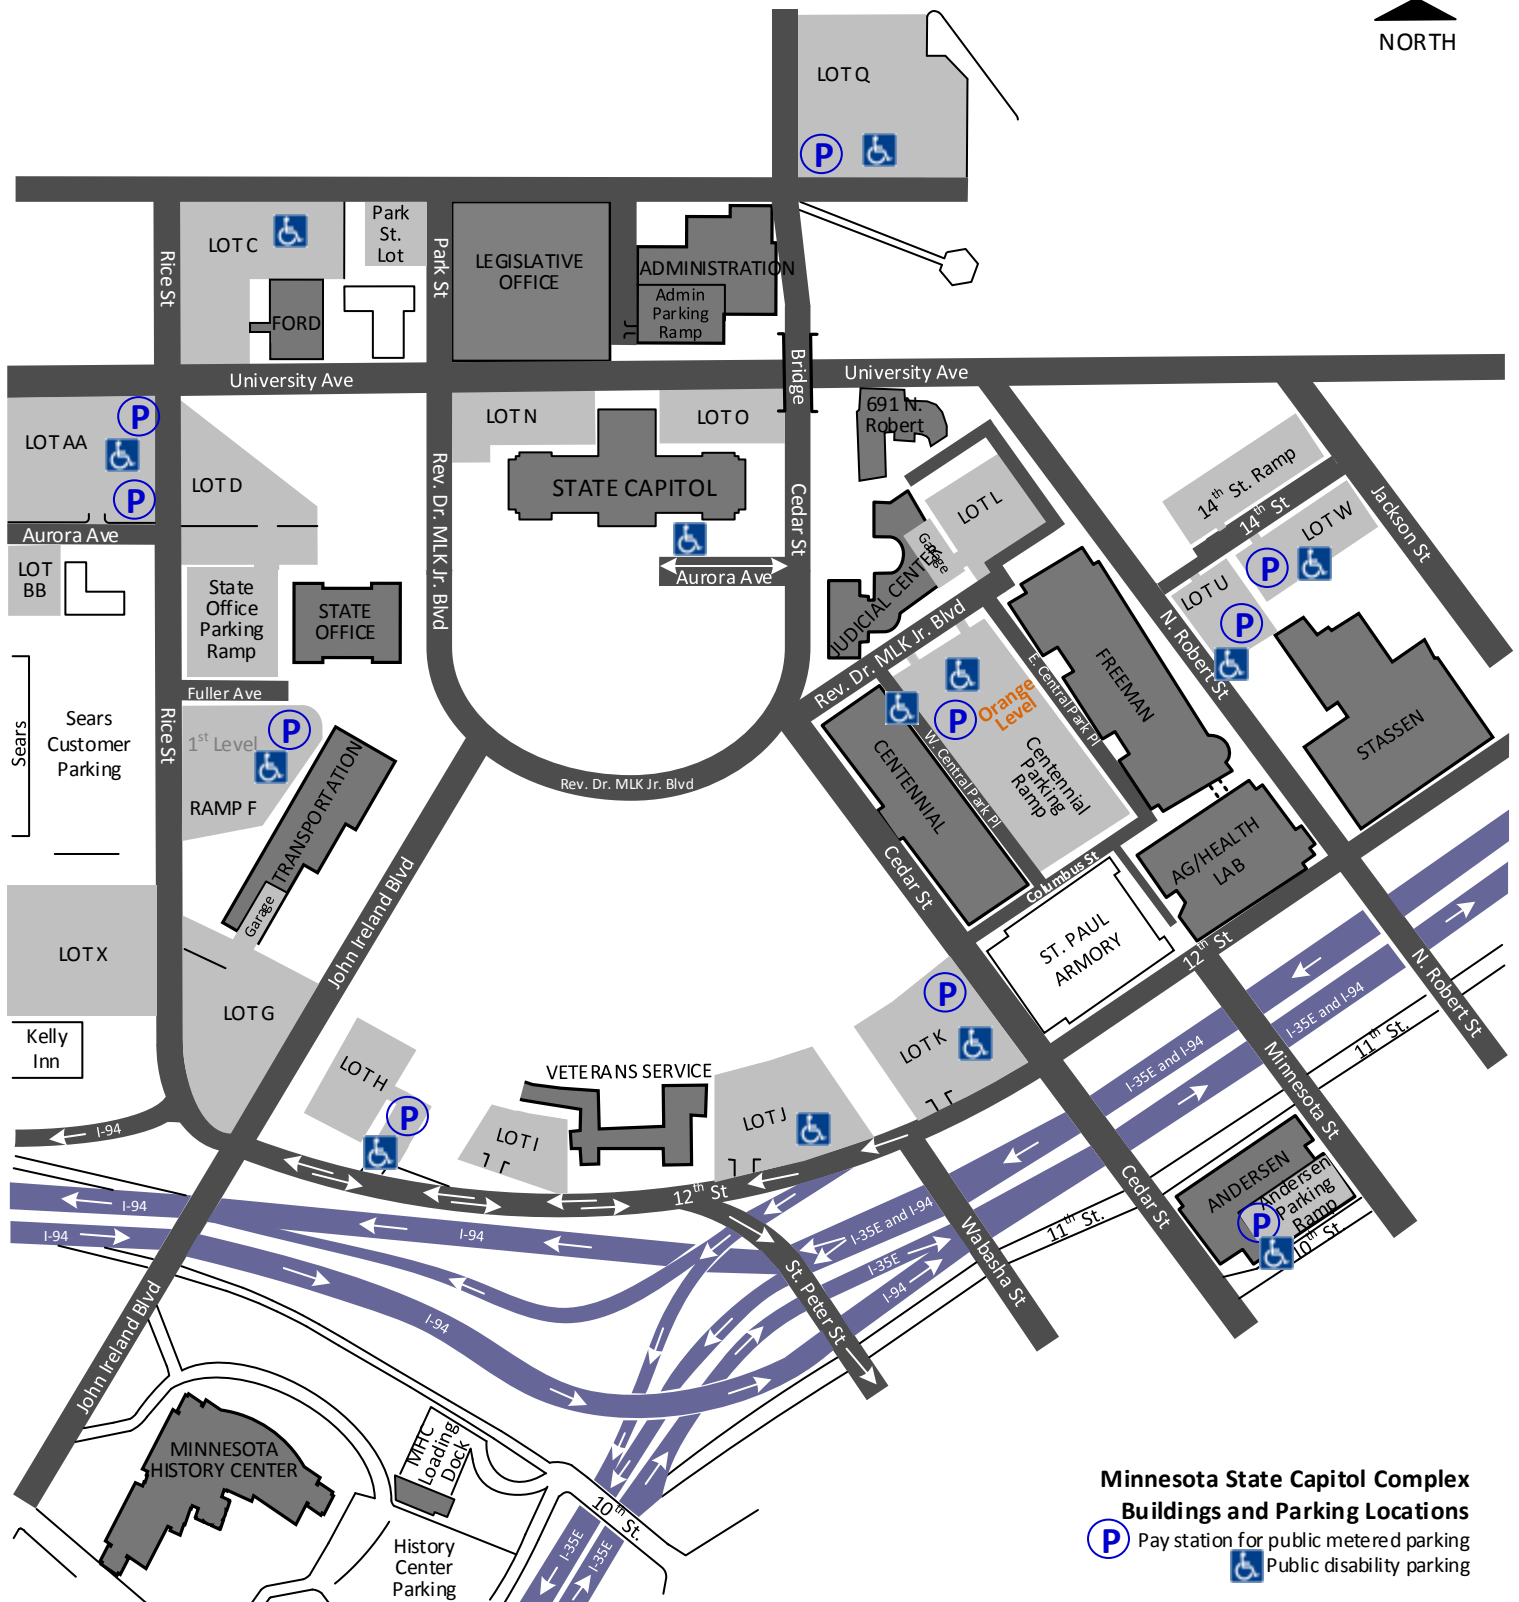 NORTH
LOT Q
P
LOT C
Park
St.
Lot
Rice St
Park St
LEGISLATIVE
OFFICE
ADMINISTRATION
Admin
Parking
Ramp
FORD
Bridge
University Ave
University Ave
LOT AA
P
P
LOT N
LOT O
691 N.
Robert
LOT D
Rev. Dr. MLK Jr. Blvd
STATE CAPITOL
Cedar St
LOT L
14th St. Ramp
14th St
LOT W
Jackson St
Aurora Ave
Aurora Ave
Garage
JUDICIAL CENTER
LOT
BB
State
Office
Parking
Ramp
STATE
OFFICE
P
LOT U
P
N. Robert St
Rev. Dr. MLK Jr. Blvd
Fuller Ave
E. Central Park Pl
FREEMAN
Orange
Level
P
Sears
Sears
Customer
Parking
Rice St
1st Level
P
RAMP F
TRANSPORTATION
Garage
Rev. Dr. MLK Jr. Blvd
CENTENNIAL
W. Central Park Pl
Centennial
Parking
Ramp
STASSEN
Cedar St
Columbus St
AG/HEALTH
LAB
John Ireland Blvd
LOT X
ST. PAUL
ARMORY
12th St
N. Robert St
LOT G
P
LOT K
Kelly
Inn
I-35E and I-94
I-35E and I-94
11th St.
Minnesota St
LOT H
P
VETERANS SERVICE
LOT I
LOT J
I-94
12th St
Cedar St
ANDERSEN
Andersen
Parking
Ramp
P
10th St.
I-94
I-94
I-94
I-35E and I-94
I-35E
I-94
11th St.
Wabasha St
St. Peter St
I-94
John Ireland Blvd
MINNESOTA
HISTORY CENTER
MHC
Loading
Dock
10th St.
I-35E
I-35E
History
Center
Parking
Minnesota State Capitol Complex
Buildings and Parking Locations
P Pay station for public metered parking
Public disability parking